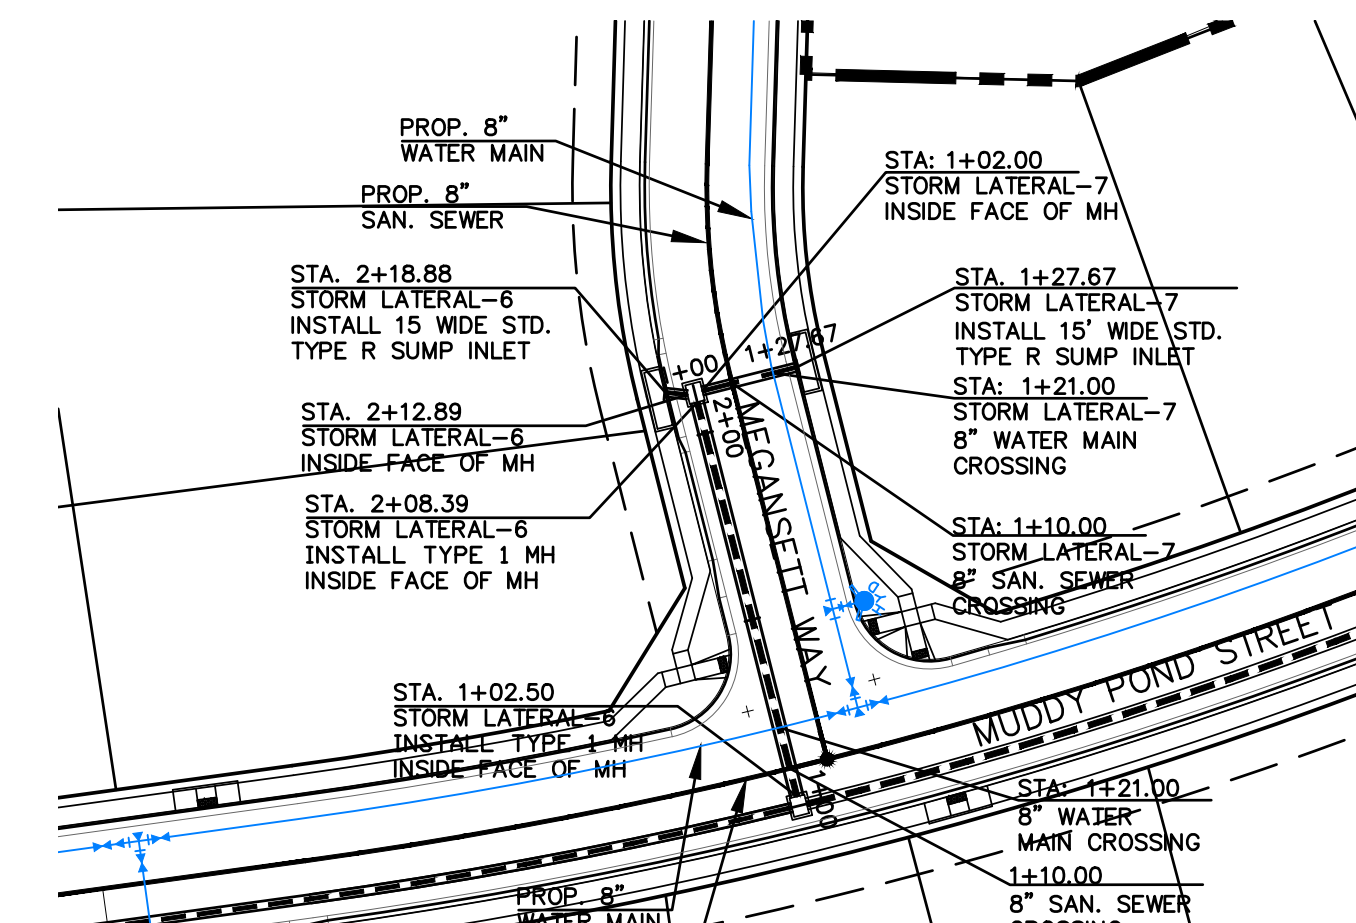 PROP. 8"
WATER MAIN
PROP. 8"
SAN. SEWER
STA: 1+02.00
STORM LATERAL-7
INSIDE FACE OF MH
STA. 2+18.88
STORM LATERAL-6
INSTALL 15 WIDE STD.
TYPE R SUMP INLET
STA. 1+27.67
STORM LATERAL-7
INSTALL 15' WIDE STD.
TYPE R SUMP INLET
1+27.67
+00
2+00
STA: 1+21.00
STORM LATERAL-7
8" WATER MAIN
CROSSING
STA. 2+12.89
STORM LATERAL-6
INSIDE FACE OF MH
STA. 2+08.39
STORM LATERAL-6
INSTALL TYPE 1 MH
INSIDE FACE OF MH
MEGANSETT WAY
STA: 1+10.00
STORM LATERAL-7
8" SAN. SEWER
CROSSING
HYD
MUDDY POND STREET
STA. 1+02.50
STORM LATERAL-6
INSTALL TYPE 1 MH
INSIDE FACE OF MH
1+00
STA: 1+21.00
8" WATER
MAIN CROSSING
1+10.00
8" SAN. SEWER
CROSSING
PROP. 8"
WATER MAIN